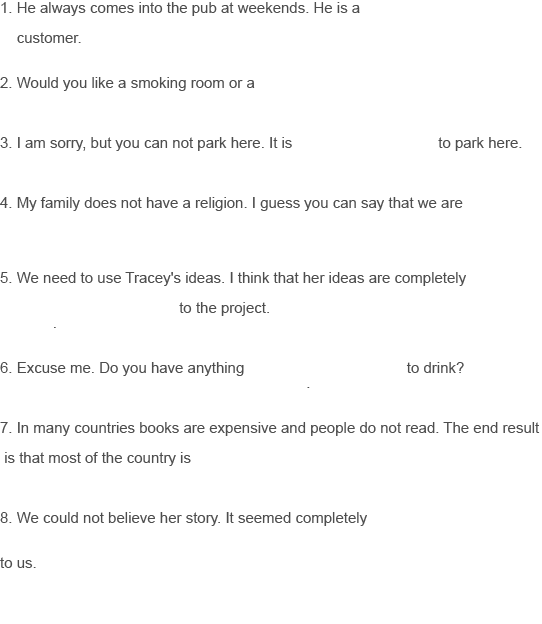 1. He always comes into the pub at weekends. He is a
customer.
2. Would you like a smoking room or a
3. I am sorry, but you can not park here. It is to park here.
4. My family does not have a religion. I guess you can say that we are
5. We need to use Tracey's ideas. I think that her ideas are completely
to the project.
.
6. Excuse me. Do you have anything to drink?
.
7. In many countries books are expensive and people do not read. The end result
is that most of the country is
8. We could not believe her story. It seemed completely
to us.